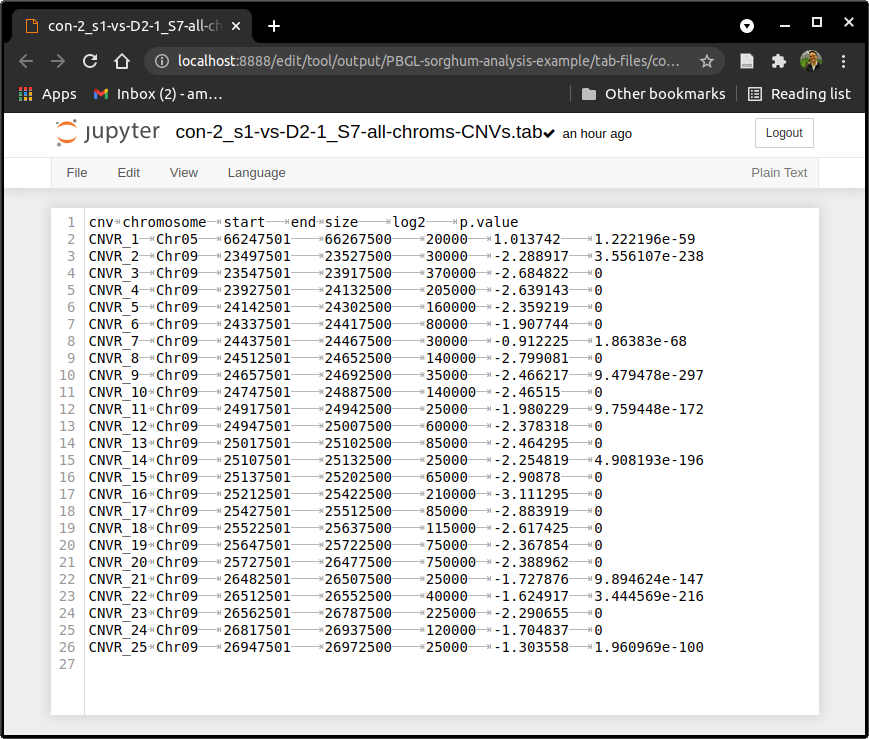 con-2_s1-vs-D2-1_S7-all-ch
localhost:8888/edit/tool/output/PBGL-sorghum-analysis-example/tab-files/co…
Apps Inbox (2) - am… Other bookmarks Reading list
jupyter con-2_s1-vs-D2-1_S7-all-chroms-CNVs.tab an hour ago Logout
File Edit View Language Plain Text
1 cnv chromosome start end size log2 p.value
2 CNVR_1 Chr05 66247501 66267500 20000 1.013742 1.222196e-59
3 CNVR_2 Chr09 23497501 23527500 30000 -2.288917 3.556107e-238
4 CNVR_3 Chr09 23547501 23917500 370000 -2.684822 0
5 CNVR_4 Chr09 23927501 24132500 205000 -2.639143 0
6 CNVR_5 Chr09 24142501 24302500 160000 -2.359219 0
7 CNVR_6 Chr09 24337501 24417500 80000 -1.907744 0
8 CNVR_7 Chr09 24437501 24467500 30000 -0.912225 1.86383e-68
9 CNVR_8 Chr09 24512501 24652500 140000 -2.799081 0
10 CNVR_9 Chr09 24657501 24692500 35000 -2.466217 9.479478e-297
11 CNVR_10 Chr09 24747501 24887500 140000 -2.46515 0
12 CNVR_11 Chr09 24917501 24942500 25000 -1.980229 9.759448e-172
13 CNVR_12 Chr09 24947501 25007500 60000 -2.378318 0
14 CNVR_13 Chr09 25017501 25102500 85000 -2.464295 0
15 CNVR_14 Chr09 25107501 25132500 25000 -2.254819 4.908193e-196
16 CNVR_15 Chr09 25137501 25202500 65000 -2.90878 0
17 CNVR_16 Chr09 25212501 25422500 210000 -3.111295 0
18 CNVR_17 Chr09 25427501 25512500 85000 -2.883919 0
19 CNVR_18 Chr09 25522501 25637500 115000 -2.617425 0
20 CNVR_19 Chr09 25647501 25722500 75000 -2.367854 0
21 CNVR_20 Chr09 25727501 26477500 750000 -2.388962 0
22 CNVR_21 Chr09 26482501 26507500 25000 -1.727876 9.894624e-147
23 CNVR_22 Chr09 26512501 26552500 40000 -1.624917 3.444569e-216
24 CNVR_23 Chr09 26562501 26787500 225000 -2.290655 0
25 CNVR_24 Chr09 26817501 26937500 120000 -1.704837 0
26 CNVR_25 Chr09 26947501 26972500 25000 -1.303558 1.960969e-100
27